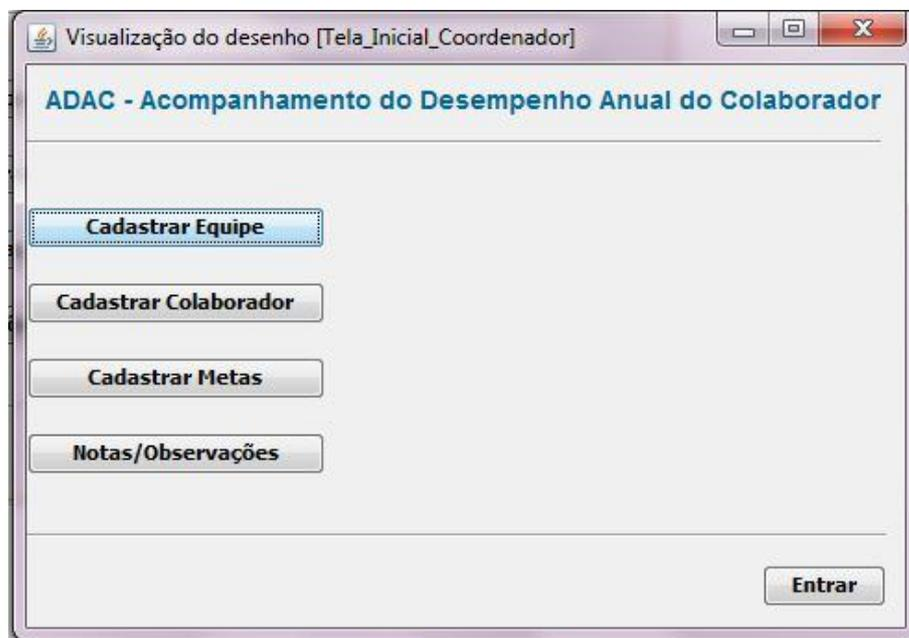 Visualização do desenho [Tela_Inicial_Coordenador]
ADAC - Acompanhamento do Desempenho Anual do Colaborador
Cadastrar Equipe
Cadastrar Colaborador
Cadastrar Metas
Notas/Observações
Entrar